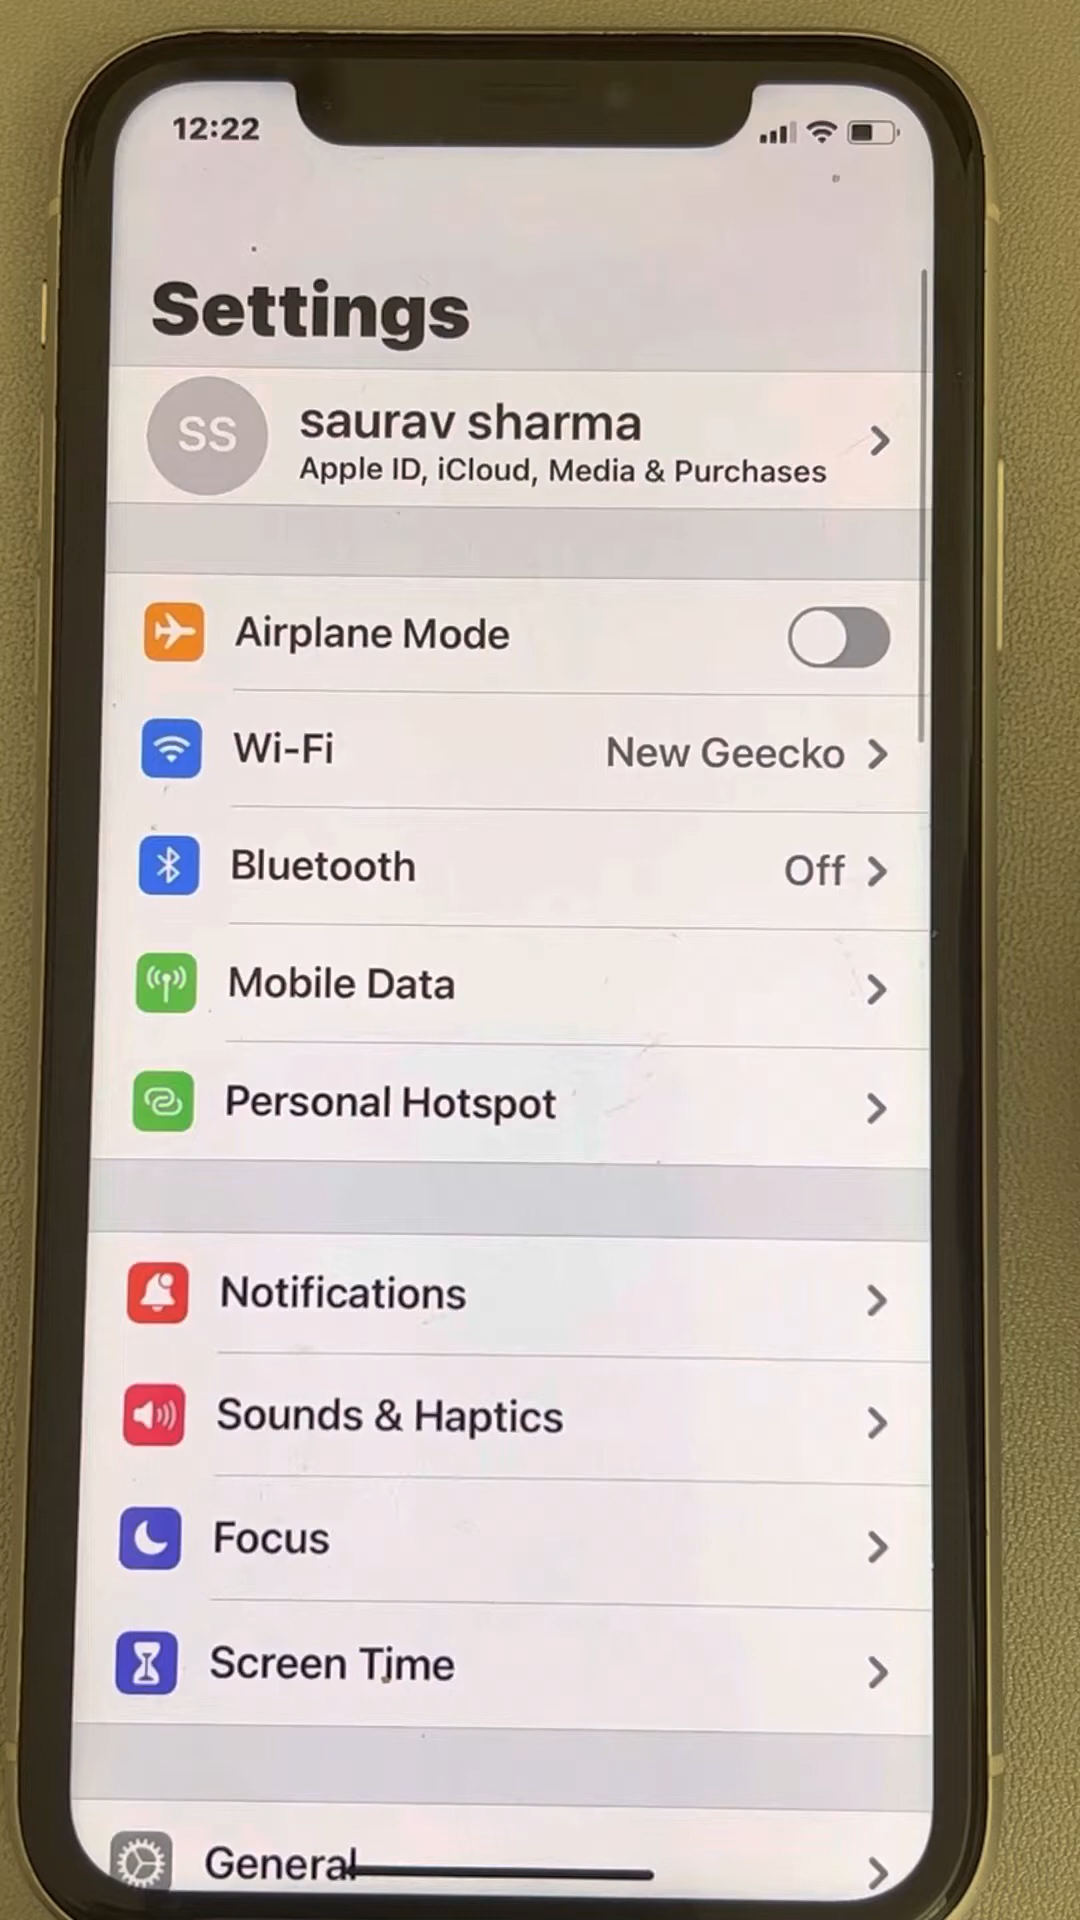 12:22
Settings
SS
saurav sharma
Apple ID, iCloud, Media & Purchases
Airplane Mode
Wi-Fi New Geecko
Bluetooth Off
Mobile Data
Personal Hotspot
Notifications
Sounds & Haptics
Focus
Screen Time
General